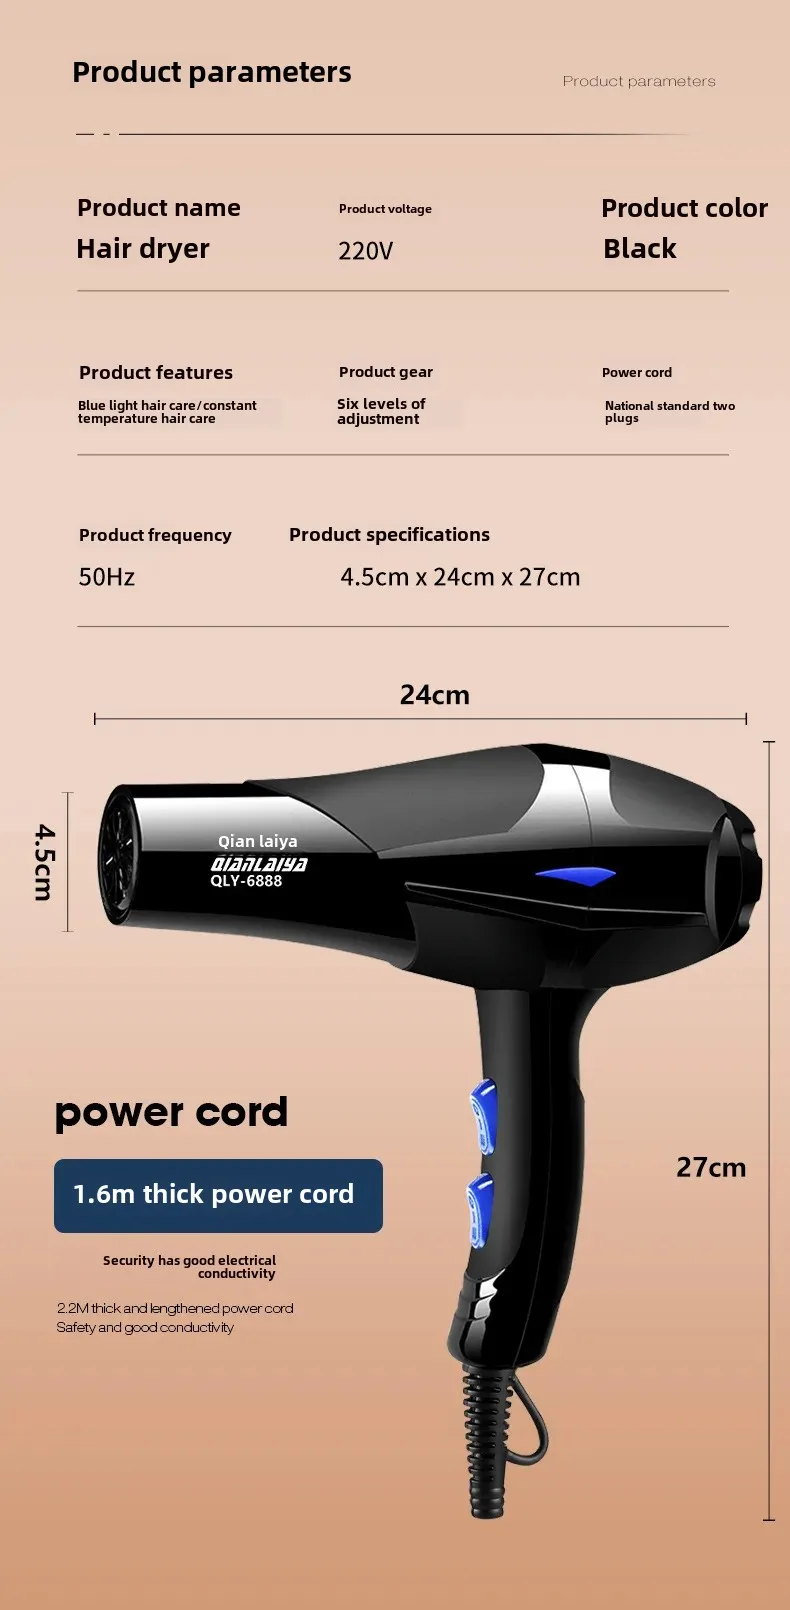 Product parameters
Product parameters
Product name
Product voltage
Product color
Hair dryer
220V
Black
Product features
Product gear
Power cord
Blue light hair care/constant
temperature hair care
Six levels of
adjustment
National standard two
plugs
Product frequency
Product specifications
50Hz
4.5cm x 24cm x 27cm
24cm
4.5cm
Qian laiya
QIANLAIYA
QLY-6888
27cm
power cord
1.6m thick power cord
Security has good electrical
conductivity
2.2M thick and lengthened power cord
Safety and good conductivity